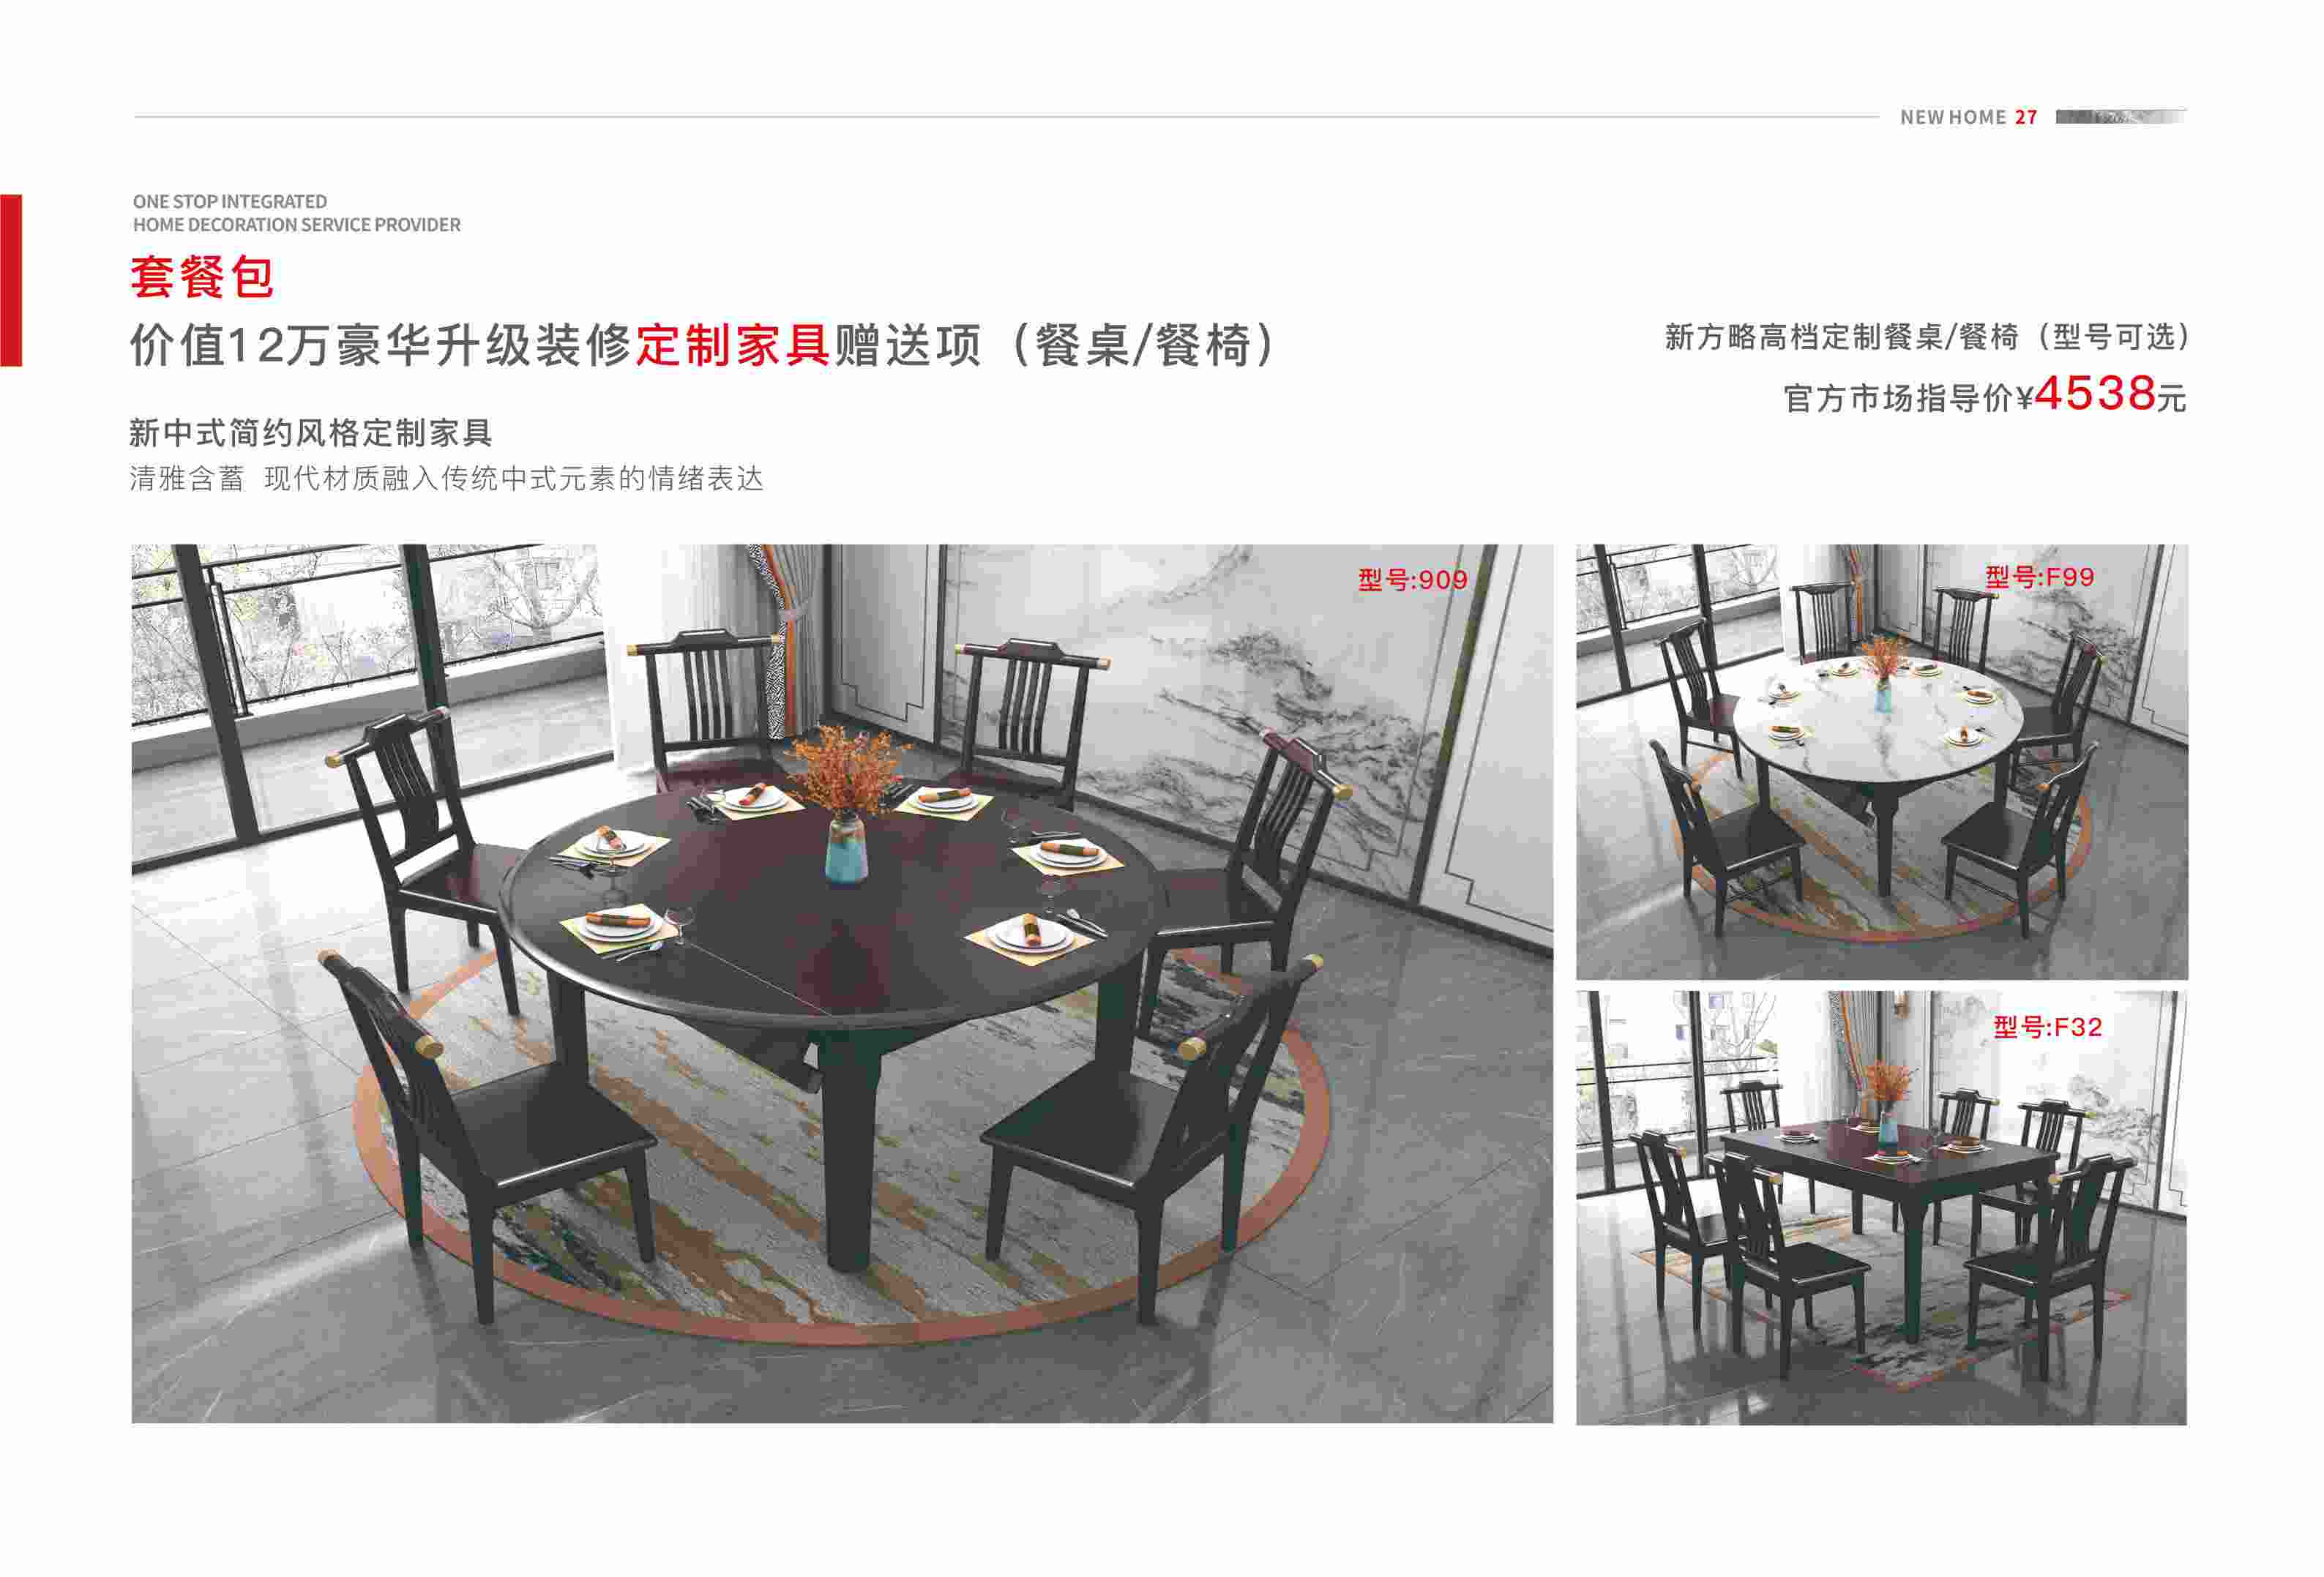 NEW HOME 27
ONE STOP INTEGRATED
HOME DECORATION SERVICE PROVIDER
套餐包
价值12万豪华升级装修定制家具赠送项（餐桌/餐椅）
新方略高档定制餐桌/餐椅（型号可选）
官方市场指导价¥4538元
新中式简约风格定制家具
清雅含蓄 现代材质融入传统中式元素的情绪表达
型号:909
型号:F99
型号:F32